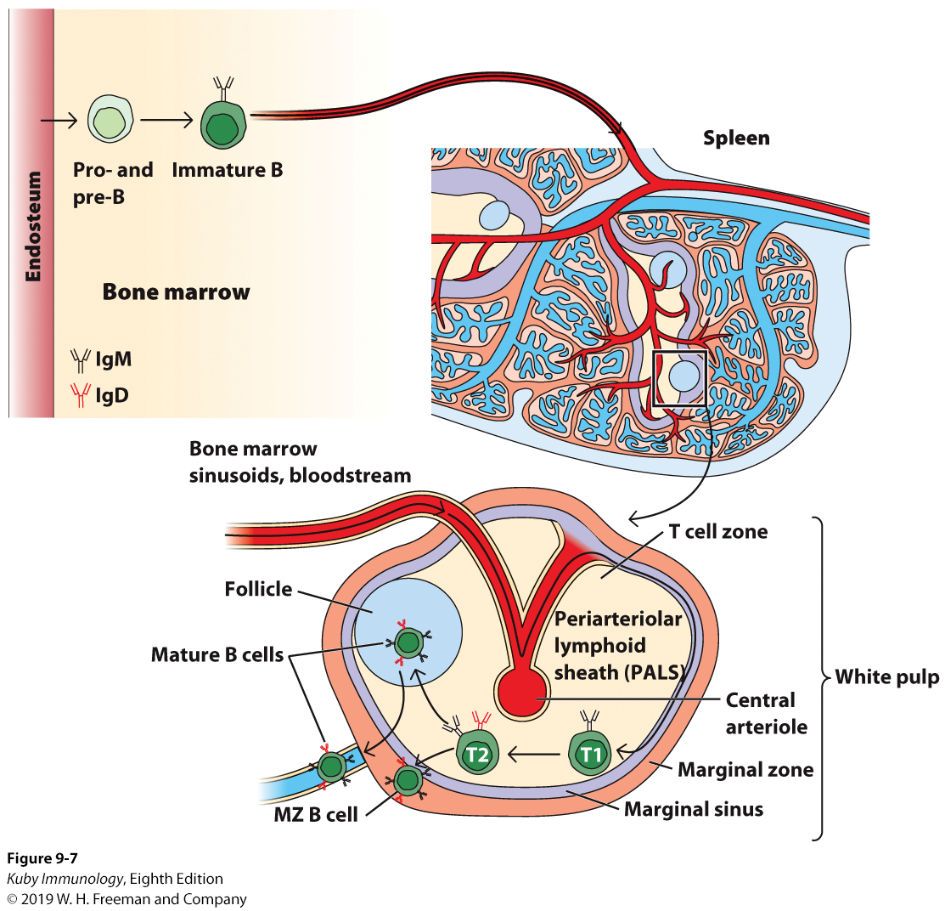 Spleen
Pro- and
pre-B
Immature B
Endosteum
Bone marrow
IgM
IgD
Bone marrow
sinusoids, bloodstream
T cell zone
Follicle
Periarteriolar
lymphoid
sheath (PALS)
Mature B cells
White pulp
Central
arteriole
T2
T1
Marginal zone
MZ B cell
Marginal sinus
Figure 9-7
Kuby Immunology, Eighth Edition
© 2019 W. H. Freeman and Company